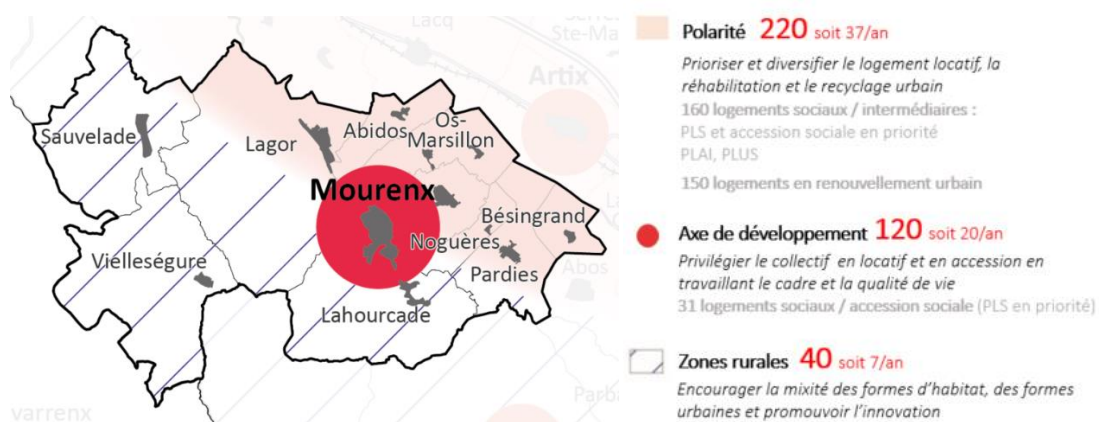 Lacq
Ste-Ma
Artix
Sauvelade
Lagor
Abidos
Os-
Marsillon
Mourenx
Bésingrand
Noguères
Vielleségure
Pardies
Abos
Lahourcade
Parb
varrenx
Polarité 220 soit 37/an
Prioriser et diversifier le logement locatif, la
réhabilitation et le recyclage urbain
160 logements sociaux / intermédiaires :
PLS et accession sociale en priorité
PLAI, PLUS
150 logements en renouvellement urbain
Axe de développement 120 soit 20/an
Privilégier le collectif en locatif et en accession en
travaillant le cadre et la qualité de vie
31 logements sociaux / accession sociale (PLS en priorité)
Zones rurales 40 soit 7/an
Encourager la mixité des formes d'habitat, des formes
urbaines et promouvoir l'innovation